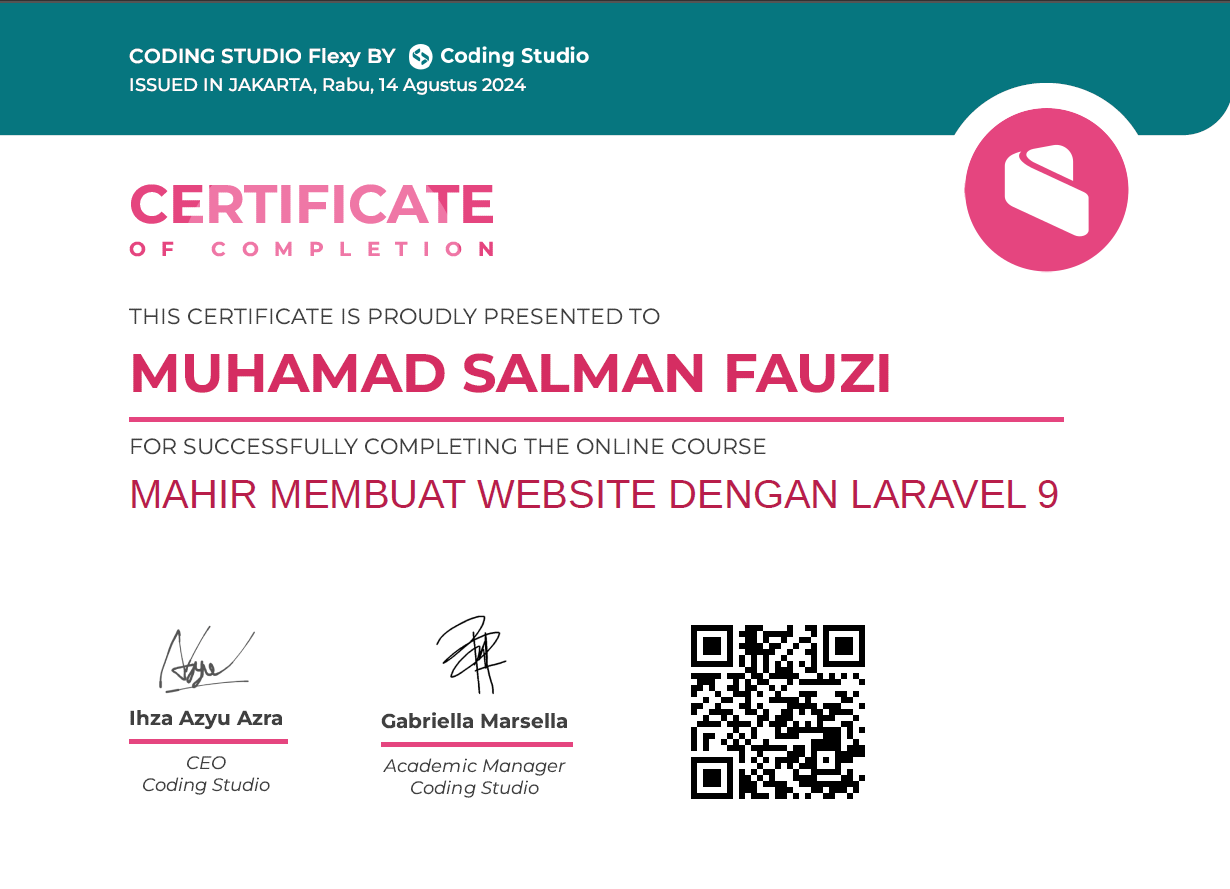 CODING STUDIO Flexy BY Coding Studio
ISSUED IN JAKARTA, Rabu, 14 Agustus 2024
CERTIFICATE
OF COMPLETION
THIS CERTIFICATE IS PROUDLY PRESENTED TO
MUHAMAD SALMAN FAUZI
FOR SUCCESSFULLY COMPLETING THE ONLINE COURSE
MAHIR MEMBUAT WEBSITE DENGAN LARAVEL 9
Ihza Azyu Azra
CEO
Coding Studio
Gabriella Marsella
Academic Manager
Coding Studio